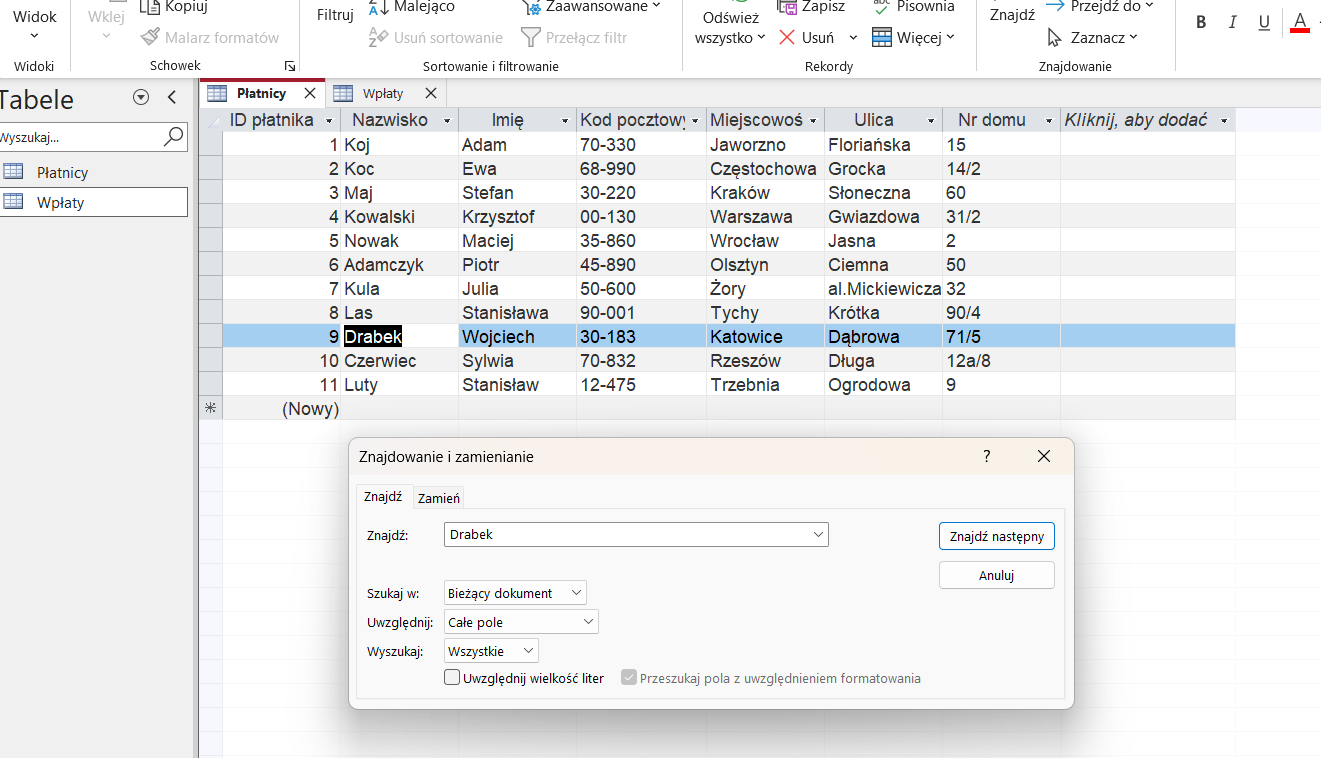 Widok
Widoki
Wklej
Kopiuj
Malarz formatów
Schowek
Filtruj
Malejąco
Usuń sortowanie
Zaawansowane
Przełącz filtr
Sortowanie i filtrowanie
Odśwież
wszystko
Zapisz
Usuń
Pisownia
Więcej
Rekordy
Znajdź
Przejdź do
Zaznacz
Znajdowanie
B I U A
Tabele
Wyszukaj...
Płatnicy
Wpłaty
Płatnicy Wpłaty
ID płatnika Nazwisko Imię Kod pocztowy Miejscowoś Ulica Nr domu Kliknij, aby dodać
1 Koj Adam 70-330 Jaworzno Floriańska 15
2 Koc Ewa 68-990 Częstochowa Grocka 14/2
3 Maj Stefan 30-220 Kraków Słoneczna 60
4 Kowalski Krzysztof 00-130 Warszawa Gwiazdowa 31/2
5 Nowak Maciej 35-860 Wrocław Jasna 2
6 Adamczyk Piotr 45-890 Olsztyn Ciemna 50
7 Kula Julia 50-600 Żory al.Mickiewicza 32
8 Las Stanisława 90-001 Tychy Krótka 90/4
9 Drabek Wojciech 30-183 Katowice Dąbrowa 71/5
10 Czerwiec Sylwia 70-832 Rzeszów Długa 12a/8
11 Luty Stanisław 12-475 Trzebnia Ogrodowa 9
(Nowy)
Znajdowanie i zamienianie ?
Znajdź Zamień
Znajdź: Drabek Znajdź następny
Anuluj
Szukaj w: Bieżący dokument
Uwzględnij: Całe pole
Wyszukaj: Wszystkie
Uwzględnij wielkość liter Przeszukaj pola z uwzględnieniem formatowania